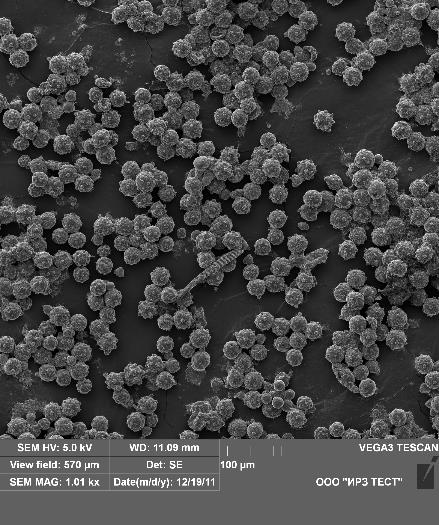 SEM HV: 5.0 kV WD: 11.09 mm VEGA3 TESCAN
View field: 570 µm Det: SE 100 µm
SEM MAG: 1.01 kx Date(m/d/y): 12/19/11 ООО "ИРЗ ТЕСТ"